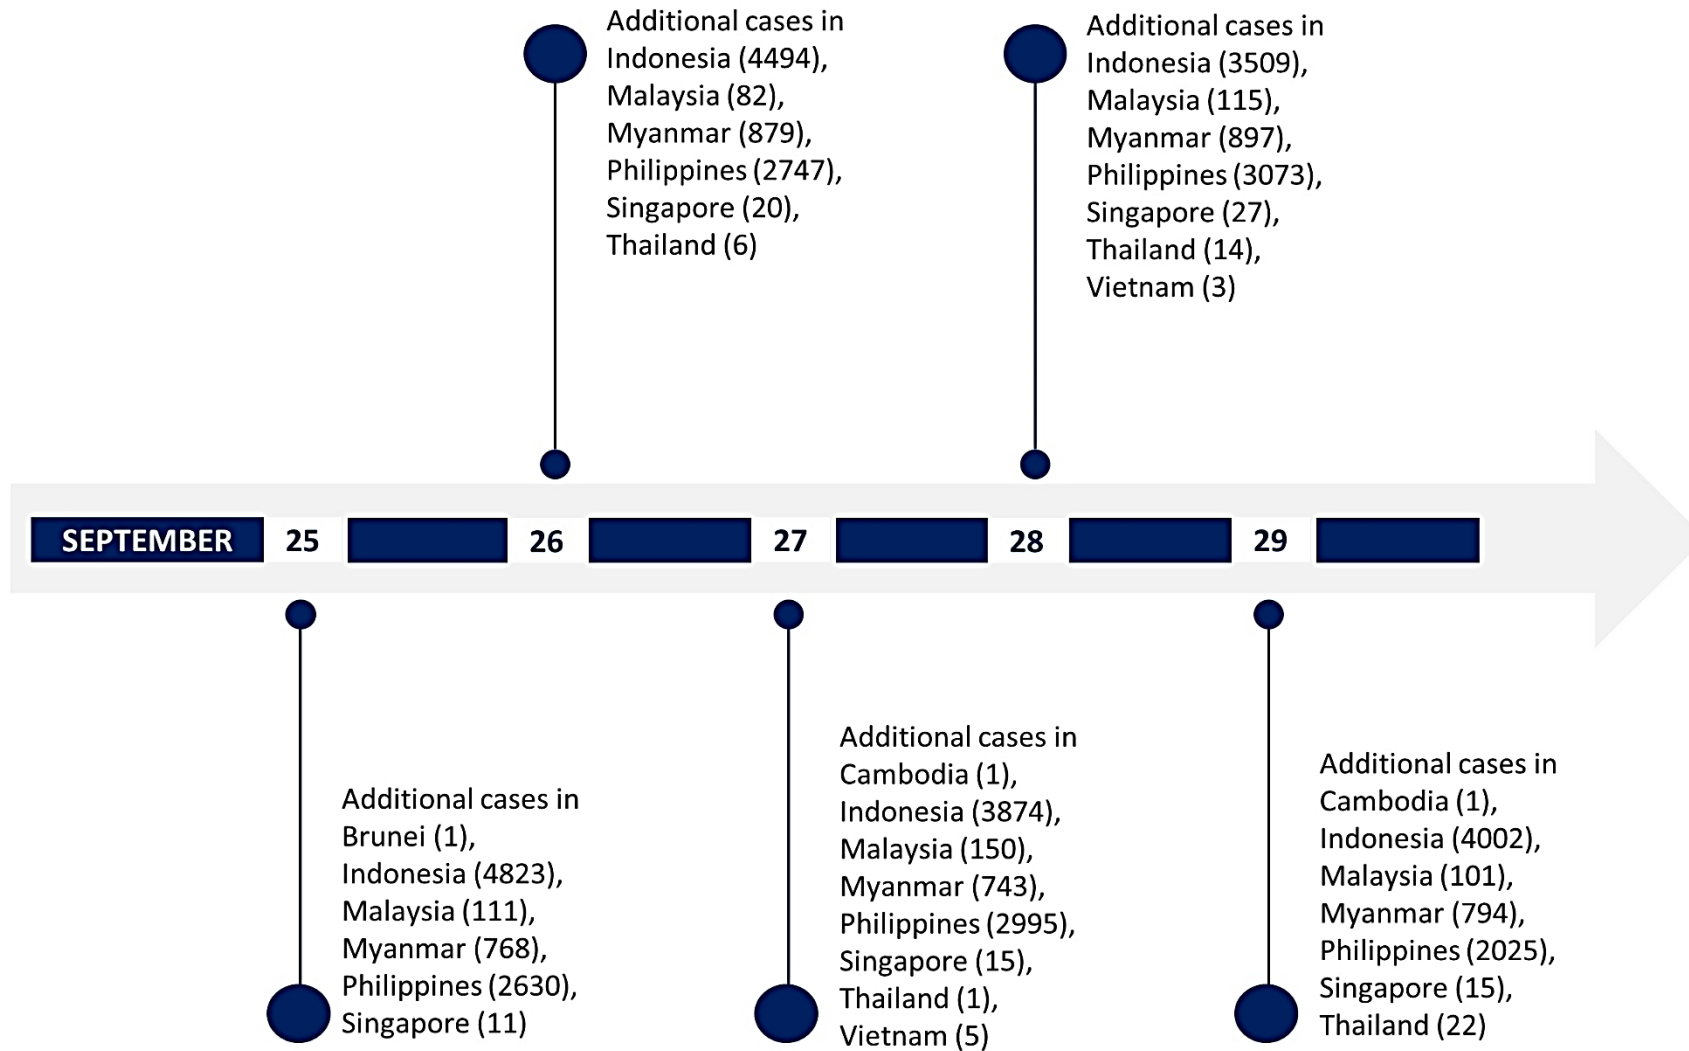 Additional cases in
Indonesia (4494),
Malaysia (82),
Myanmar (879),
Philippines (2747),
Singapore (20),
Thailand (6)
Additional cases in
Indonesia (3509),
Malaysia (115),
Myanmar (897),
Philippines (3073),
Singapore (27),
Thailand (14),
Vietnam (3)
SEPTEMBER 25 26 27 28 29
Additional cases in
Brunei (1),
Indonesia (4823),
Malaysia (111),
Myanmar (768),
Philippines (2630),
Singapore (11)
Additional cases in
Cambodia (1),
Indonesia (3874),
Malaysia (150),
Myanmar (743),
Philippines (2995),
Singapore (15),
Thailand (1),
Vietnam (5)
Additional cases in
Cambodia (1),
Indonesia (4002),
Malaysia (101),
Myanmar (794),
Philippines (2025),
Singapore (15),
Thailand (22)